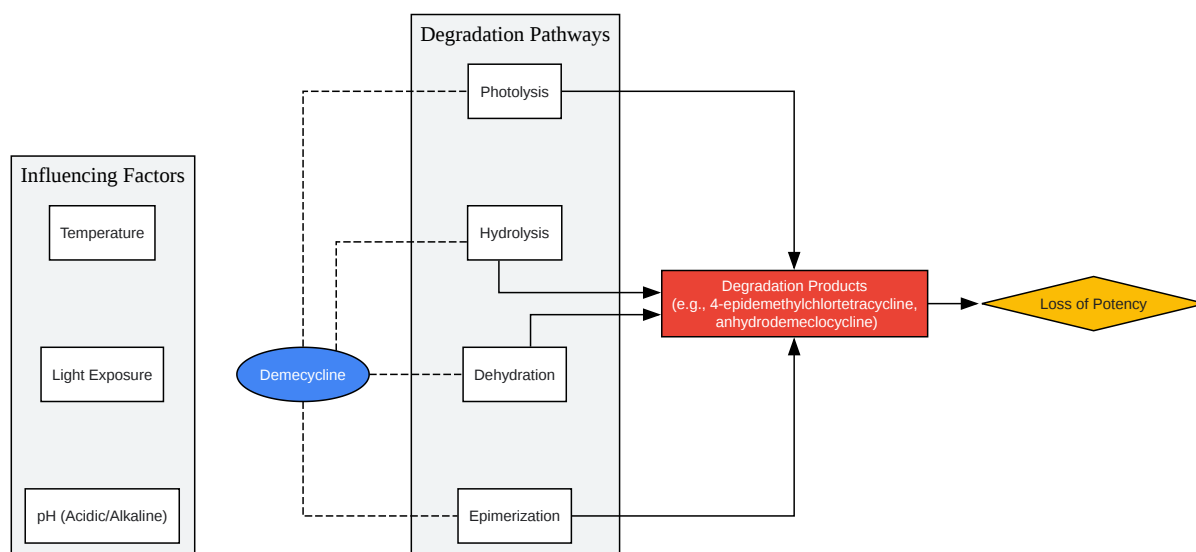 Degradation Pathways
Photolysis
Influencing Factors
Temperature
Hydrolysis
Degradation Products
(e.g., 4-epidemethylchlortetracycline,
anhydrodemeclocycline)
Loss of Potency
Light Exposure
Demecycline
Dehydration
pH (Acidic/Alkaline)
Epimerization